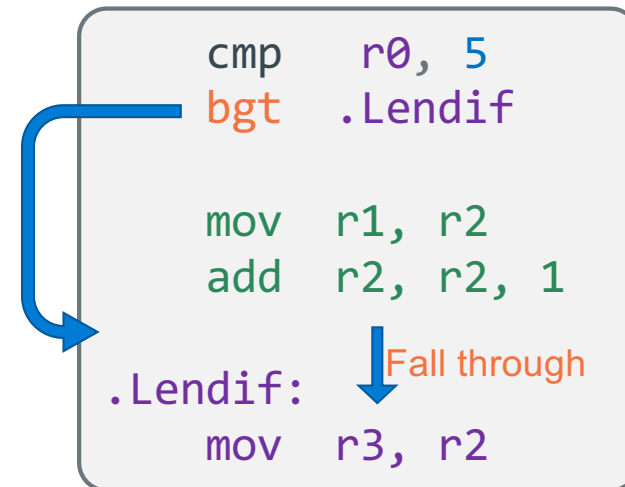 cmp r0, 5
bgt .Lendif
mov r1, r2
add r2, r2, 1
Fall through
.Lendif:
mov r3, r2